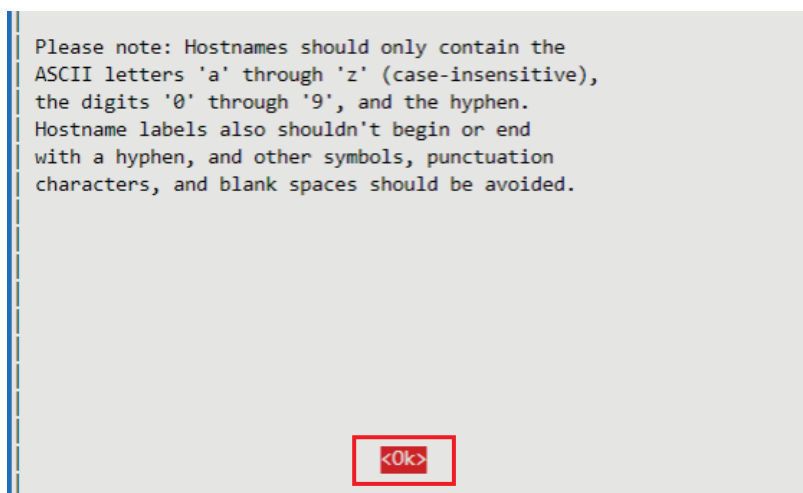 Please note: Hostnames should only contain the
ASCII letters 'a' through 'z' (case-insensitive),
the digits '0' through '9', and the hyphen.
Hostname labels also shouldn't begin or end
with a hyphen, and other symbols, punctuation
characters, and blank spaces should be avoided.
<Ok>